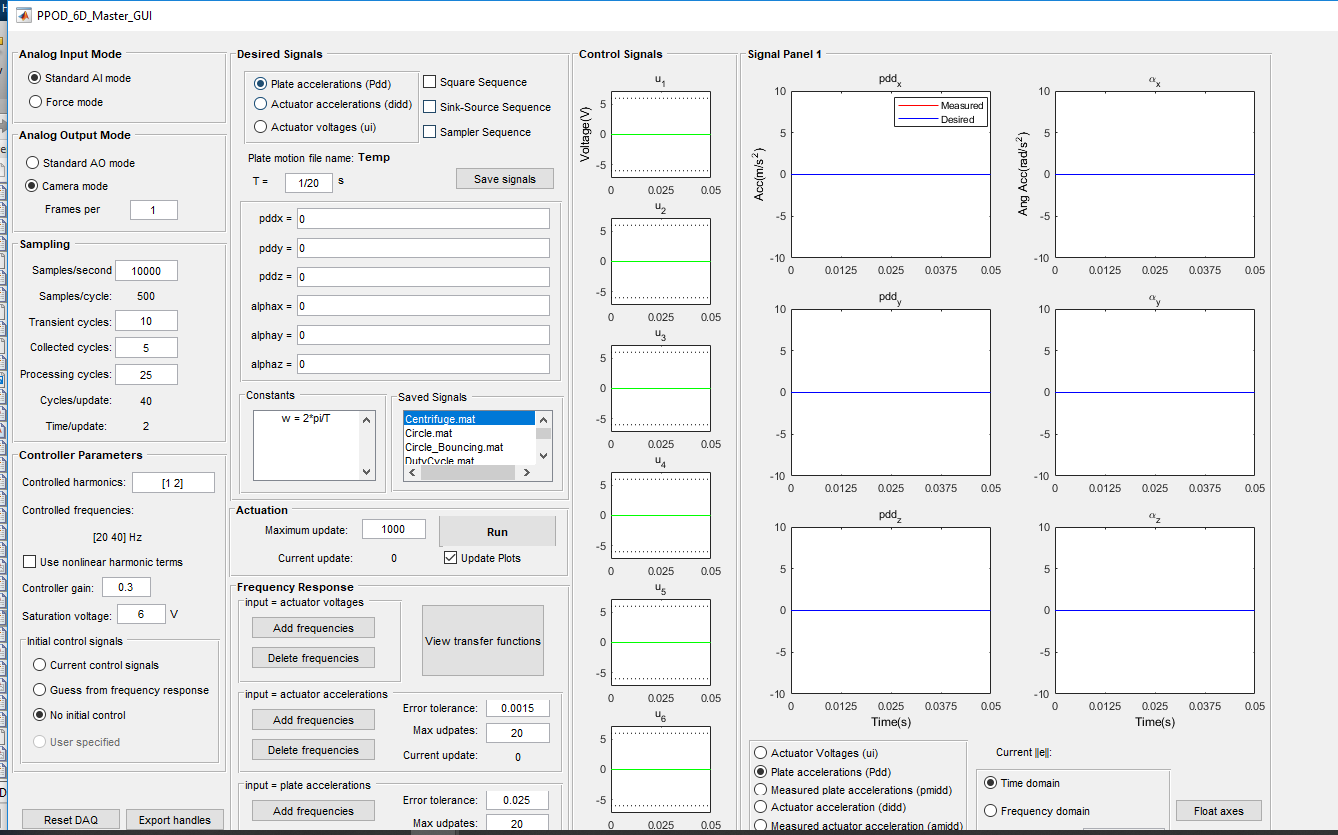 PPOD_6D_Master_GUI
Analog Input Mode
Standard AI mode
Force mode
Analog Output Mode
Standard AO mode
Camera mode
Frames per 1
Sampling
Samples/second 10000
Samples/cycle: 500
Transient cycles: 10
Collected cycles: 5
Processing cycles: 25
Cycles/update: 40
Time/update: 2
Controller Parameters
Controlled harmonics: [1 2]
Controlled frequencies:
[20 40] Hz
Use nonlinear harmonic terms
Controller gain: 0.3
Saturation voltage: 6 V
Initial control signals
Current control signals
Guess from frequency response
No initial control
User specified
Reset DAQ Export handles
Desired Signals
Plate accelerations (Pdd)
Actuator accelerations (didd)
Actuator voltages (ui)
Square Sequence
Sink-Source Sequence
Sampler Sequence
Plate motion file name: Temp
T = 1/20 s Save signals
pddx = 0
pddy = 0
pddz = 0
alphax = 0
alphay = 0
alphaz = 0
Constants
w = 2*pi/T
Saved Signals
Centrifuge.mat
Circle.mat
Circle_Bouncing.mat
DutyCycle.mat
Actuation
Maximum update: 1000 Run
Current update: 0 Update Plots
Frequency Response
input = actuator voltages
Add frequencies
Delete frequencies
View transfer functions
input = actuator accelerations
Add frequencies
Delete frequencies
Error tolerance: 0.0015
Max udpates: 20
Current update: 0
input = plate accelerations
Add frequencies
Error tolerance: 0.025
Max udpates: 20
Control Signals
u1
Voltage(V)
5
0
-5
0 0.025 0.05
u2
5
0
-5
0 0.025 0.05
u3
5
0
-5
0 0.025 0.05
u4
5
0
-5
0 0.025 0.05
u5
5
0
-5
0 0.025 0.05
u6
5
0
-5
0 0.025 0.05
Signal Panel 1
pddx
Acc(m/s2)
Measured
Desired
10
5
0
-5
-10
0 0.0125 0.025 0.0375 0.05
αx
Ang Acc(rad/s2)
10
5
0
-5
-10
0 0.0125 0.025 0.0375 0.05
pddy
10
5
0
-5
-10
0 0.0125 0.025 0.0375 0.05
αy
10
5
0
-5
-10
0 0.0125 0.025 0.0375 0.05
pddz
10
5
0
-5
-10
0 0.0125 0.025 0.0375 0.05
Time(s)
αz
10
5
0
-5
-10
0 0.0125 0.025 0.0375 0.05
Time(s)
Actuator Voltages (ui)
Plate accelerations (Pdd)
Measured plate accelerations (pmidd)
Actuator acceleration (didd)
Measured actuator acceleration (amidd)
Current ||e||:
Time domain
Frequency domain
Float axes